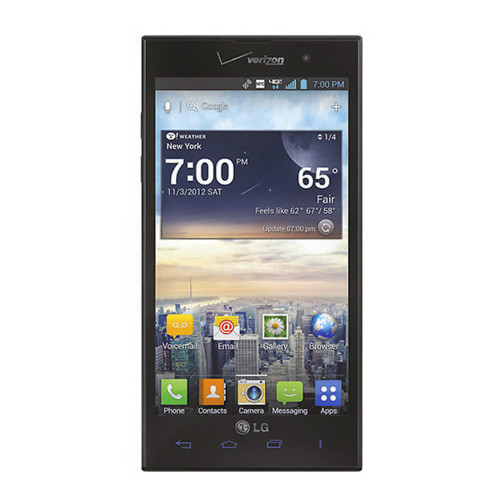 verizon
4G LTE 7:00 PM
Google
Y! WEATHER 1/4
New York
7:00 PM
11/3/2012 SAT
65°
Fair
Feels like 62° 67°/ 58°
Update 07:00 pm
Voicemail Email Gallery Browser
Phone Contacts Camera Messaging Apps
LG